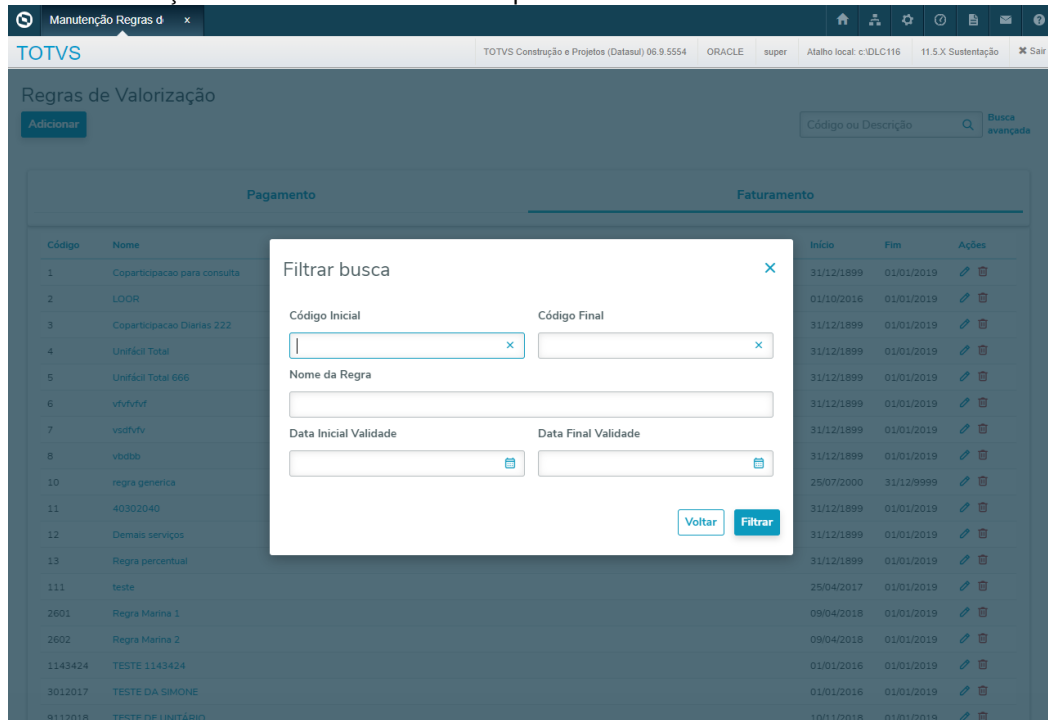 Manutenção Regras d x
TOTVS TOTVS Construção e Projetos (Datasul) 06.9.5554 ORACLE super Atalho local: c:\DLC116 11.5.X Sustentação ✖ Sair
Regras de Valorização
Adicionar Código ou Descrição Busca avançada
Pagamento Faturamento
Código Nome Início Fim Ações
Filtrar busca ×
Código Inicial Código Final
Nome da Regra
Data Inicial Validade Data Final Validade
Voltar Filtrar
1 Coparticipacao para consulta 31/12/1899 01/01/2019
2 LOOR 01/10/2016 01/01/2019
3 Coparticipacao Diarias 222 31/12/1899 01/01/2019
4 Unifácil Total 31/12/1899 01/01/2019
5 Unifácil Total 666 31/12/1899 01/01/2019
6 vfvfvfvf 31/12/1899 01/01/2019
7 vsdfvfv 31/12/1899 01/01/2019
8 vbdbb 31/12/1899 01/01/2019
10 regra generica 25/07/2000 31/12/9999
11 40302040 31/12/1899 01/01/2019
12 Demais serviços 31/12/1899 01/01/2019
13 Regra percentual 31/12/1899 01/01/2019
111 teste 25/04/2017 01/01/2019
2601 Regra Marina 1 09/04/2018 01/01/2019
2602 Regra Marina 2 09/04/2018 01/01/2019
1143424 TESTE 1143424 01/01/2016 01/01/2019
3012017 TESTE DA SIMONE 01/01/2016 01/01/2019
9112018 TESTE DE UNITÁRIO 10/11/2018 01/01/2019